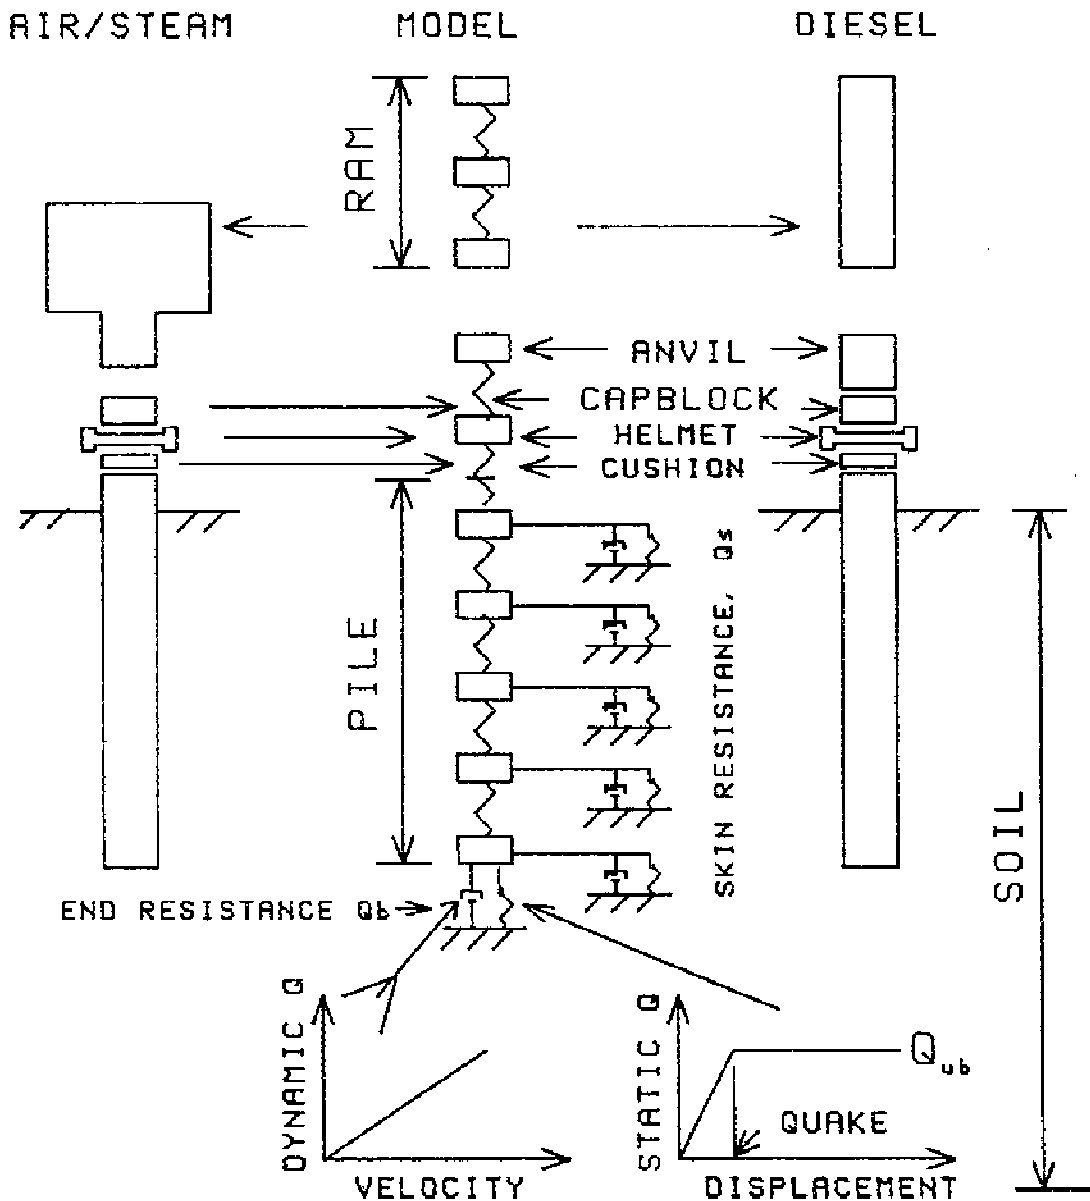 AIR/STEAM
MODEL
DIESEL
RAM
ANVIL
CAPBLOCK
HELMET
CUSHION
PILE
SKIN RESISTANCE, Qs
SOIL
END RESISTANCE Qb
DYNAMIC Q
VELOCITY
STATIC Q
Qub
QUAKE
DISPLACEMENT